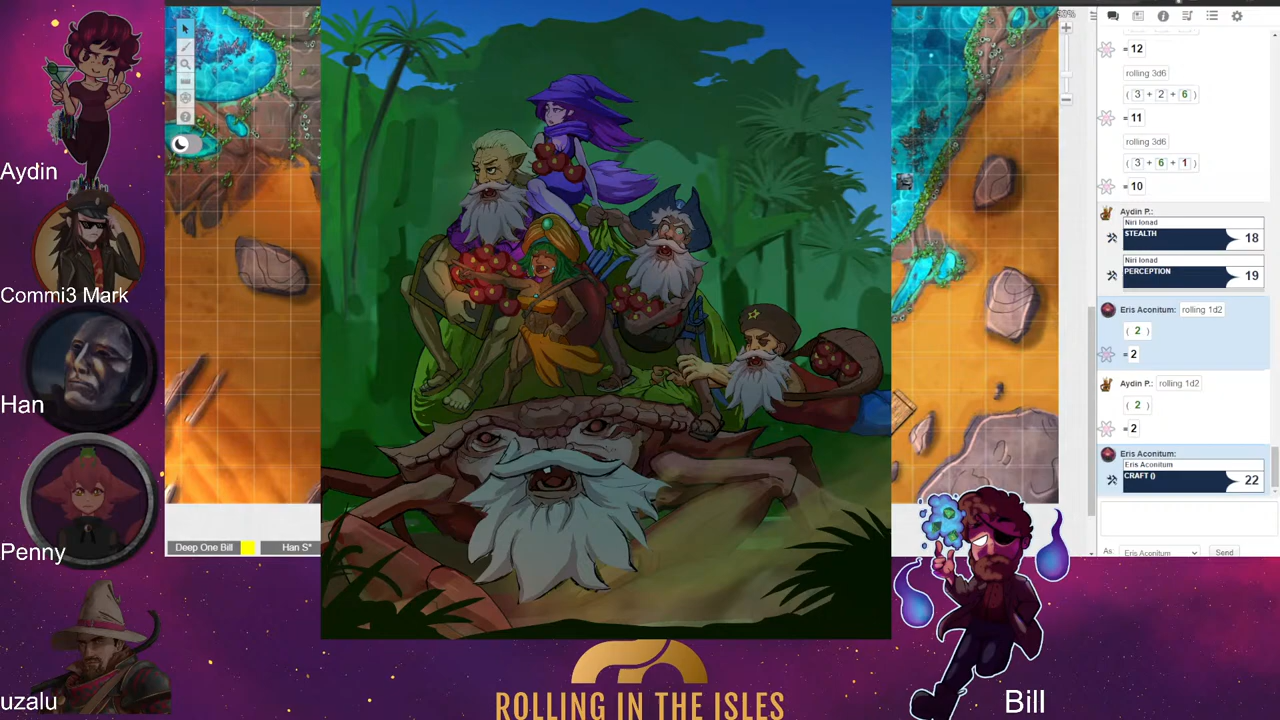 Aydin
Commi3 Mark
Han
Penny
uzalu
Deep One Bill
Han S*
= 12
rolling 3d6
( 3 + 2 + 6 )
= 11
rolling 3d6
( 3 + 6 + 1 )
= 10
Aydin P.:
Niri Ionad
STEALTH
18
Niri Ionad
PERCEPTION
19
Eris Aconitum: rolling 1d2
( 2 )
= 2
Aydin P.: rolling 1d2
( 2 )
= 2
Eris Aconitum:
Eris Aconitum
CRAFT ()
22
As: Eris Aconitum Send
Bill
ROLLING IN THE ISLES